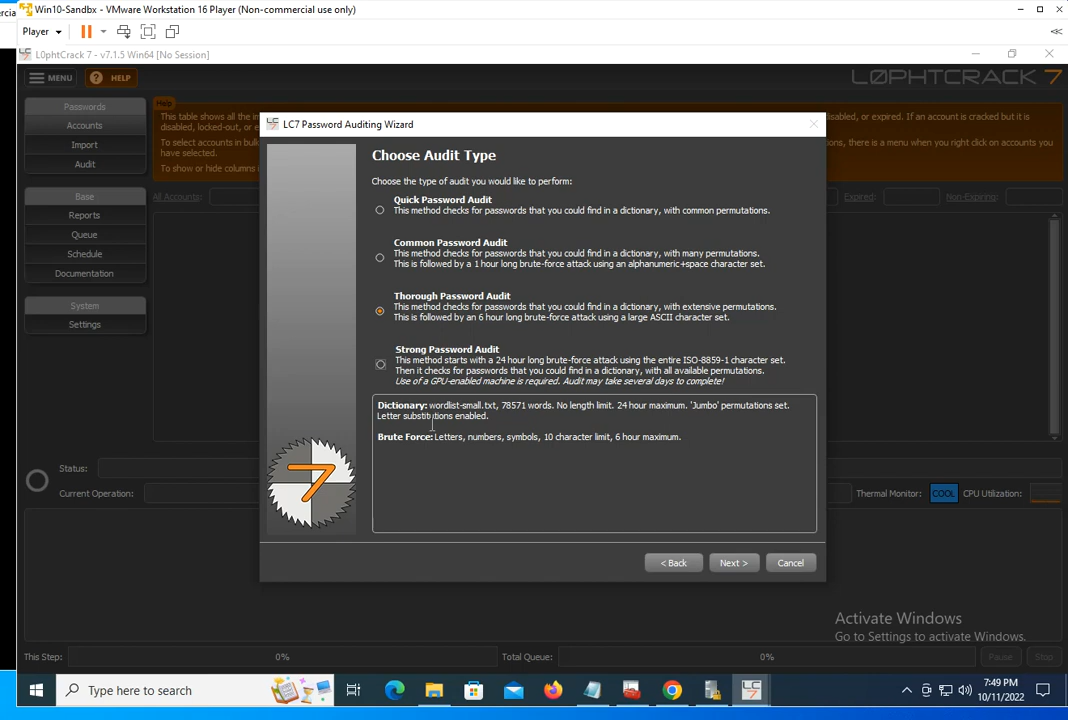 Win10-Sandbx - VMware Workstation 16 Player (Non-commercial use only)
Player
L0phtCrack 7 - v7.1.5 Win64 [No Session]
MENU
? HELP
L0PHTCRACK 7
Passwords
Accounts
Import
Audit
Base
Reports
Queue
Schedule
Documentation
System
Settings
Help
This table shows all the im
disabled, locked-out, or e
To select accounts in bulk
have selected.
To show or hide columns i
isabled, or expired. If an account is cracked but it is
, there is a menu when you right click on accounts you
All Accounts:
Expired:
Non-Expiring:
LC7 Password Auditing Wizard
Choose Audit Type
Choose the type of audit you would like to perform:
Quick Password Audit
This method checks for passwords that you could find in a dictionary, with common permutations.
Common Password Audit
This method checks for passwords that you could find in a dictionary, with many permutations.
This is followed by a 1 hour long brute-force attack using an alphanumeric+space character set.
Thorough Password Audit
This method checks for passwords that you could find in a dictionary, with extensive permutations.
This is followed by an 6 hour long brute-force attack using a large ASCII character set.
Strong Password Audit
This method starts with a 24 hour long brute-force attack using the entire ISO-8859-1 character set.
Then it checks for passwords that you could find in a dictionary, with all available permutations.
Use of a GPU-enabled machine is required. Audit may take several days to complete!
Dictionary: wordlist-small.txt, 78571 words. No length limit. 24 hour maximum. 'Jumbo' permutations set.
Letter substitutions enabled.
Brute Force: Letters, numbers, symbols, 10 character limit, 6 hour maximum.
7
< Back
Next >
Cancel
Status:
Current Operation:
Thermal Monitor:
COOL
CPU Utilization:
Activate Windows
Go to Settings to activate Windows.
This Step:
0%
Total Queue:
0%
Pause
Stop
Type here to search
7:49 PM
10/11/2022